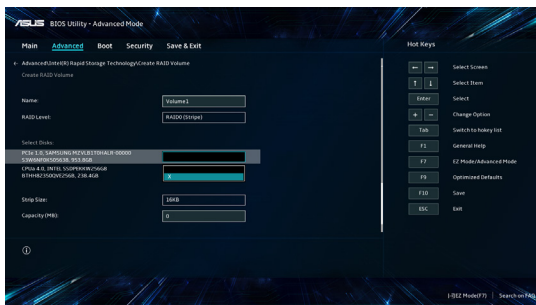 ASUS BIOS Utility - Advanced Mode
Main Advanced Boot Security Save & Exit
Hot Keys
← Advanced\Intel(R) Rapid Storage Technology\Create RAID Volume
Create RAID Volume
Name: Volume1
RAID Level: RAID0 (Stripe)
Select Disks:
PCIe 1.0, SAMSUNG MZVLB1T0HALR-00000
S3W6NF0K505638, 953.8GB
CPUa 4.0, INTEL SSDPEKKW256G8
BTHH82350QVE256B, 238.4GB X
Strip Size: 16KB
Capacity (MB): 0
← → Select Screen
↑ ↓ Select Item
Enter Select
+ − Change Option
Tab Switch to hokey list
F1 General Help
F7 EZ Mode/Advanced Mode
F9 Optimized Defaults
F10 Save
ESC Exit
EZ Mode(F7) | Search on FAQ